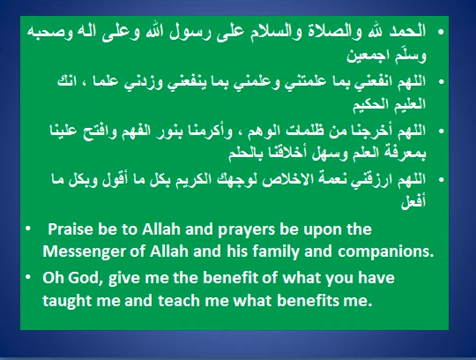 • الحمد لله والصلاة والسلام على رسول الله وعلى اله وصحبه
وسلّم اجمعين
• اللهم انفعني بما علمتني وعلمني بما ينفعني وزدني علما ، انك
العليم الحكيم
• اللهم أخرجنا من ظلمات الوهم ، وأكرمنا بنور الفهم وافتح علينا
بمعرفة العلم وسهل أخلاقنا بالحلم
• اللهم ارزقني نعمة الاخلاص لوجهك الكريم بكل ما أقول وبكل ما
أفعل
• Praise be to Allah and prayers be upon the
Messenger of Allah and his family and companions.
• Oh God, give me the benefit of what you have
taught me and teach me what benefits me.